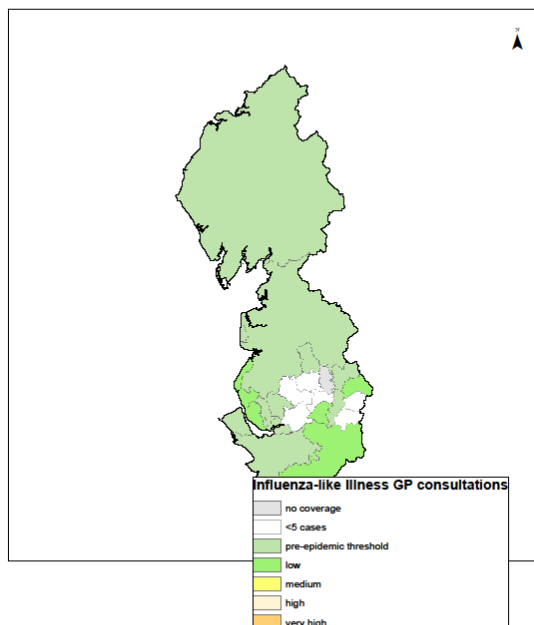 N
Influenza-like Illness GP consultations
no coverage
<5 cases
pre-epidemic threshold
low
medium
high
very high